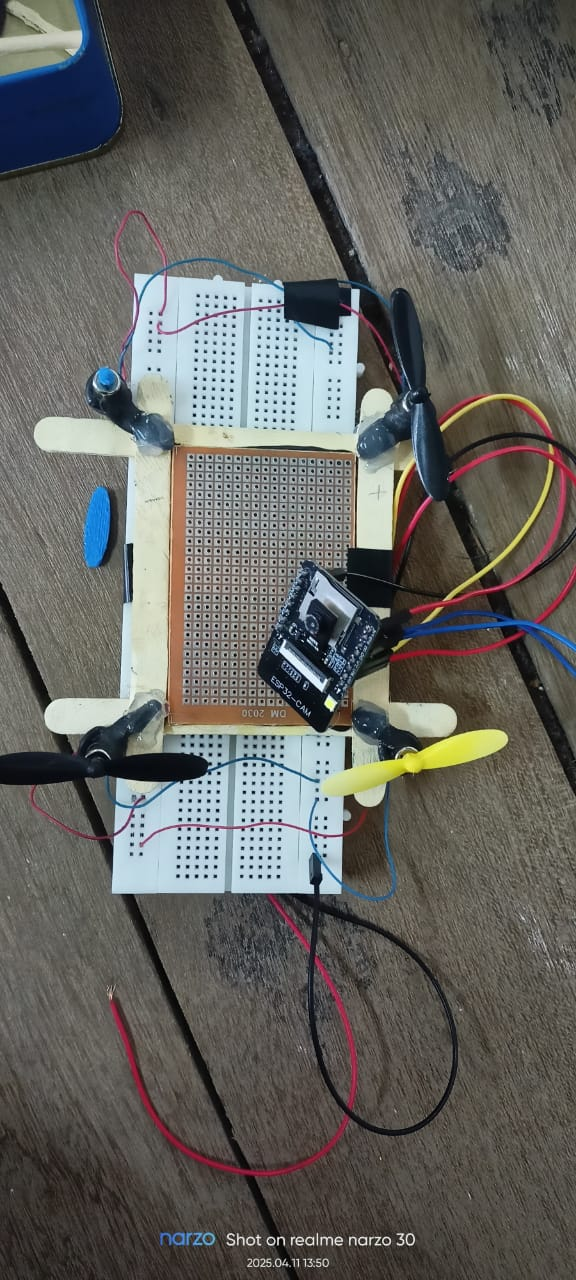 ESP32-CAM
DM 2030
narzo Shot on realme narzo 30
2025.04.11 13:50